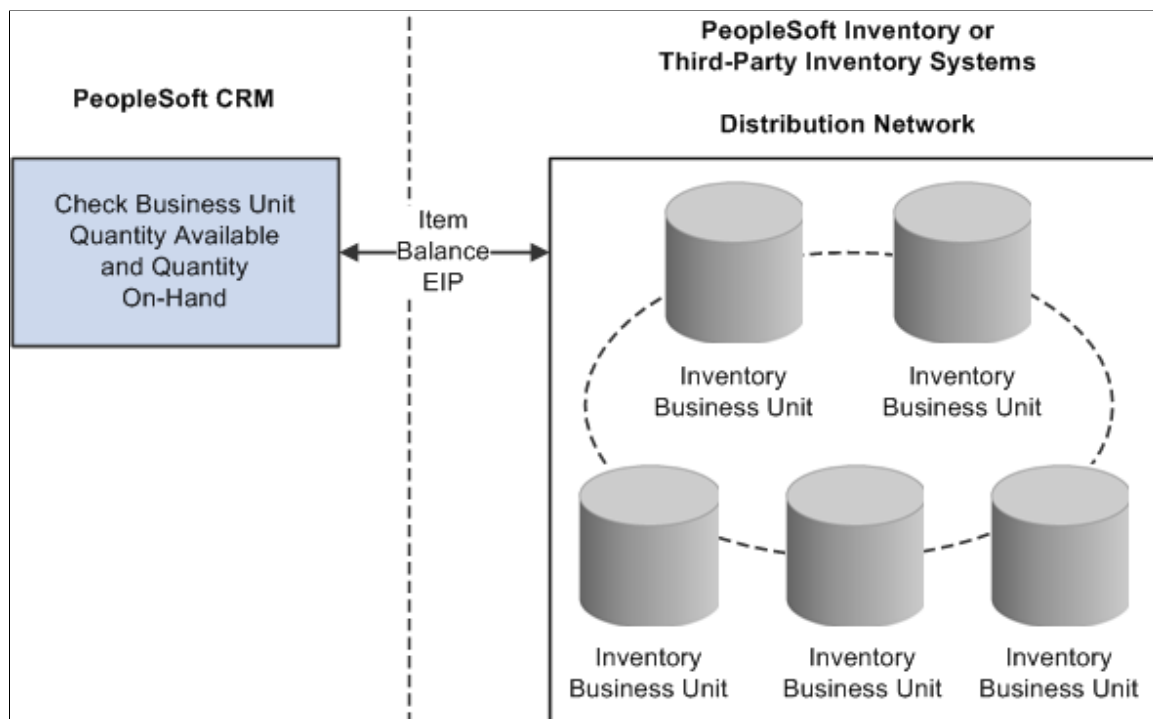 PeopleSoft CRM
Check Business Unit
Quantity Available
and Quantity
On-Hand
Item
Balance
EIP
PeopleSoft Inventory or
Third-Party Inventory Systems
Distribution Network
Inventory
Business Unit
Inventory
Business Unit
Inventory
Business Unit
Inventory
Business Unit
Inventory
Business Unit